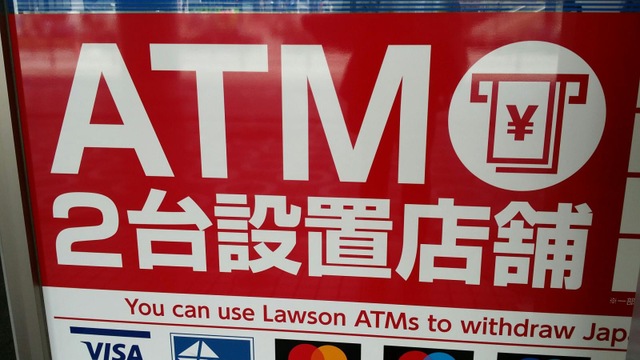 ATM
¥
2台設置店舗
You can use Lawson ATMs to withdraw Jap
VISA